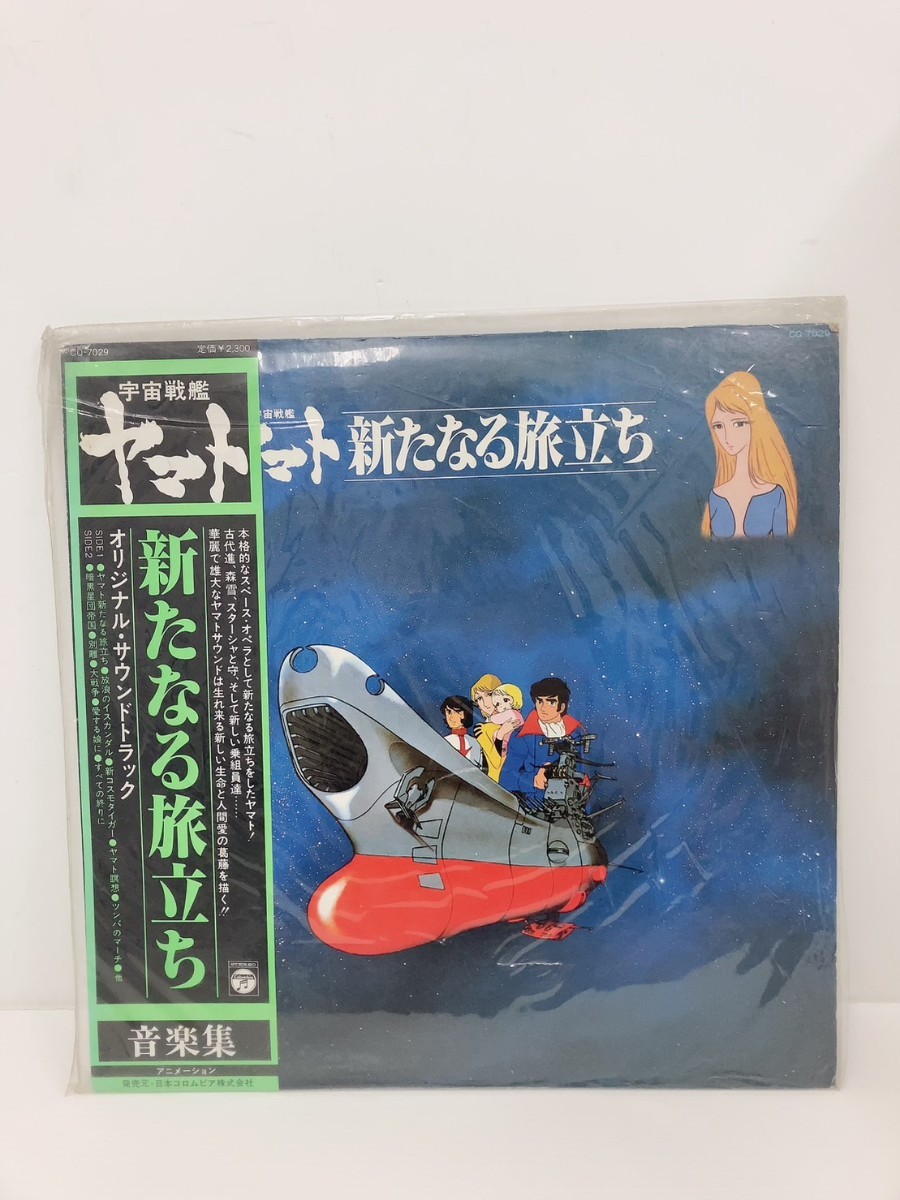 CQ-7029
定価¥2,300
宇宙戦艦
ヤマト
本格的なスペース・オペラとして新たなる旅立ちをしたヤマト!
古代進、森雪、スターシャと守、そして新しい乗組員達……
華麗で雄大なヤマトサウンドは生れ来る新しい生命と人間愛の葛藤を描く!!
新たなる旅立ち
オリジナル・サウンドトラック
SIDE1 ●ヤマト新たなる旅立ち●放浪のイスカンダル●新コスモタイガー●ヤマト瞑想●ツンパのマーチ●他
SIDE2 ●暗黒星団帝国●別離●大戦争●愛する娘に●すべての終りに
STEREO
Columbia
音楽集
アニメーション
発売元・日本コロムビア株式会社
CQ-7029
宇宙戦艦
マト
新たなる旅立ち